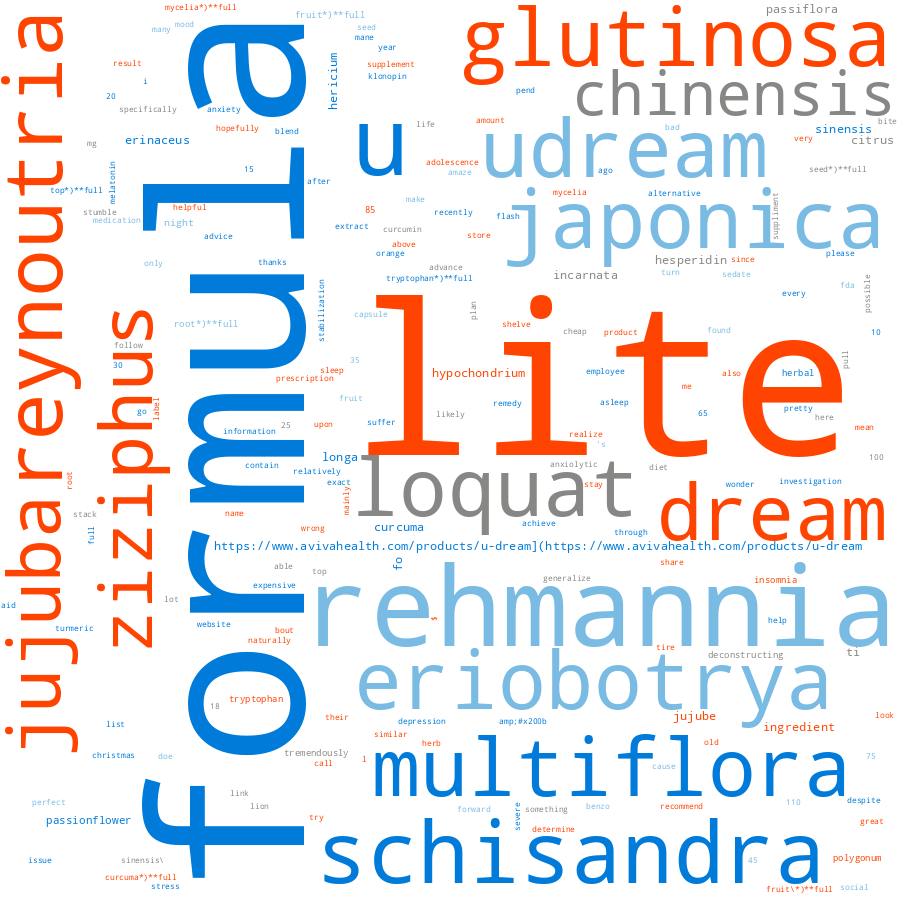 mycelia*)**full
fruit*)**full
passiflora
glutinosa
many
mood
seed
mane
year
klonopin
supplement
result
i
hericium
chinensis
20
specifically
anxiety
pend
bite
very
sinensis
citrus
mg
erinaceus
hopefully
blend
u
life
amount
udream
bad
15
after
adolescence
amaze
ago
seed*)**full
top*)**full
melatonin
stumble
medication
helpful
night
advice
85
make
recently
flash
mycelia
alternative
extract
curcumin
above
store
orange
japonica
suppliment
please
only
thanks
advance
tryptophan*)**full
hesperidin
since
incarnata
turn
sedate
every
fda
possible
jujubareynoutria
ziziphus
formula
stabilization
capsule
plan
lite
root*)**full
shelve
cheap
product
found
10
follow
30
sleep
prescription
35
hypochondrium
employee
me
also
herbal
pull
go
label
fruit
likely
remedy
asleep
65
pretty
here
mean
information
25
upon
suffer
realize
's
contain
longa
relatively
exact
loquat
anxiolytic
stay
diet
wonder
investigation
100
root
stack
full
name
mainly
wrong
curcuma
achieve
through
dream
https://www.avivahealth.com/products/u-dream](https://www.avivahealth.com/products/u-dream
able
top
fo
share
aid
lot
expensive
generalize
insomnia
rehmannia
turmeric
website
bout
naturally
s
help
tire
deconstructing
ti
eriobotrya
tryptophan
18
their
depression
amp;#x200b
jujube
ingredient
look
list
christmas
doe
tremendously
call
similar
herb
l
old
cause
75
multiflora
perfect
link
lion
passionflower
try
forward
severe
something
benzo
recommend
110
despite
determine
great
schisandra
issue
sinensis\
curcuma*)**full
stress
45
polygonum
fruit\*)**full
social